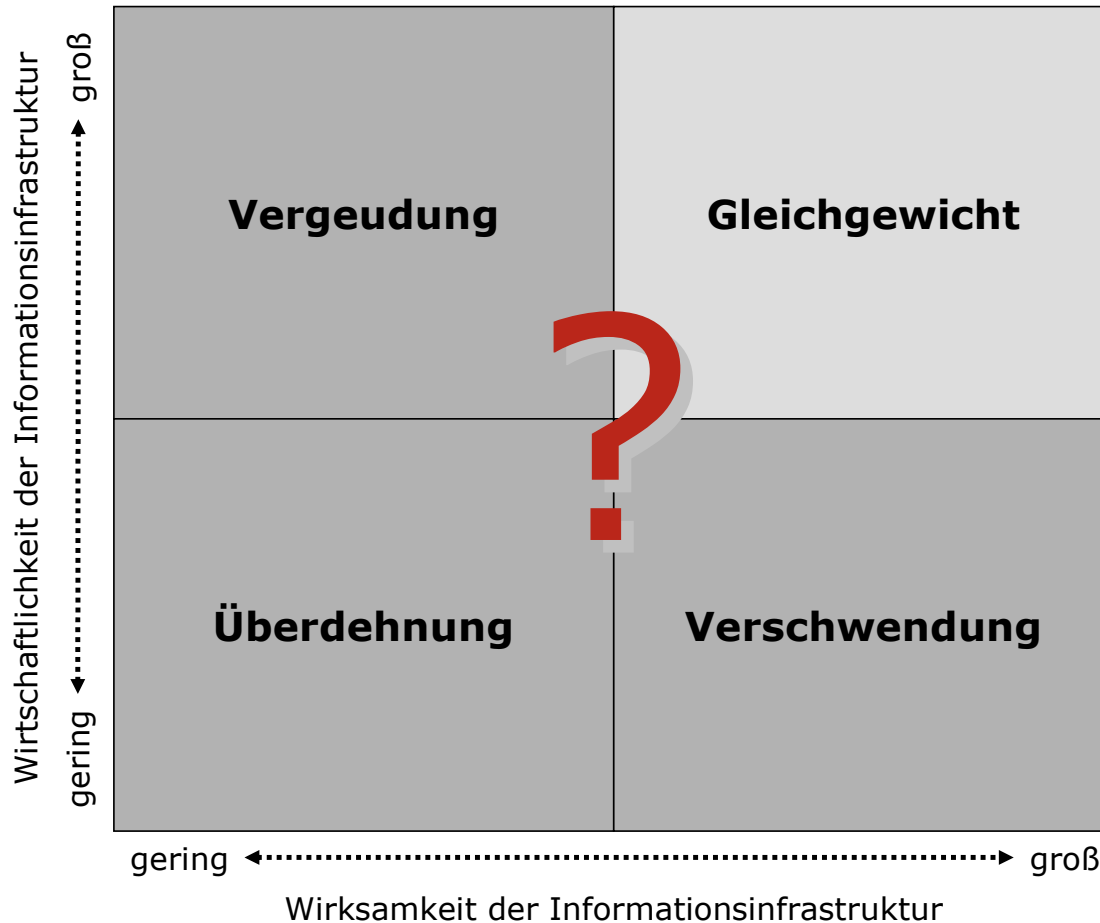 Wirtschaftlichkeit der Informationsinfrastruktur
groß
gering
Vergeudung
Gleichgewicht
?
Überdehnung
Verschwendung
gering
groß
Wirksamkeit der Informationsinfrastruktur